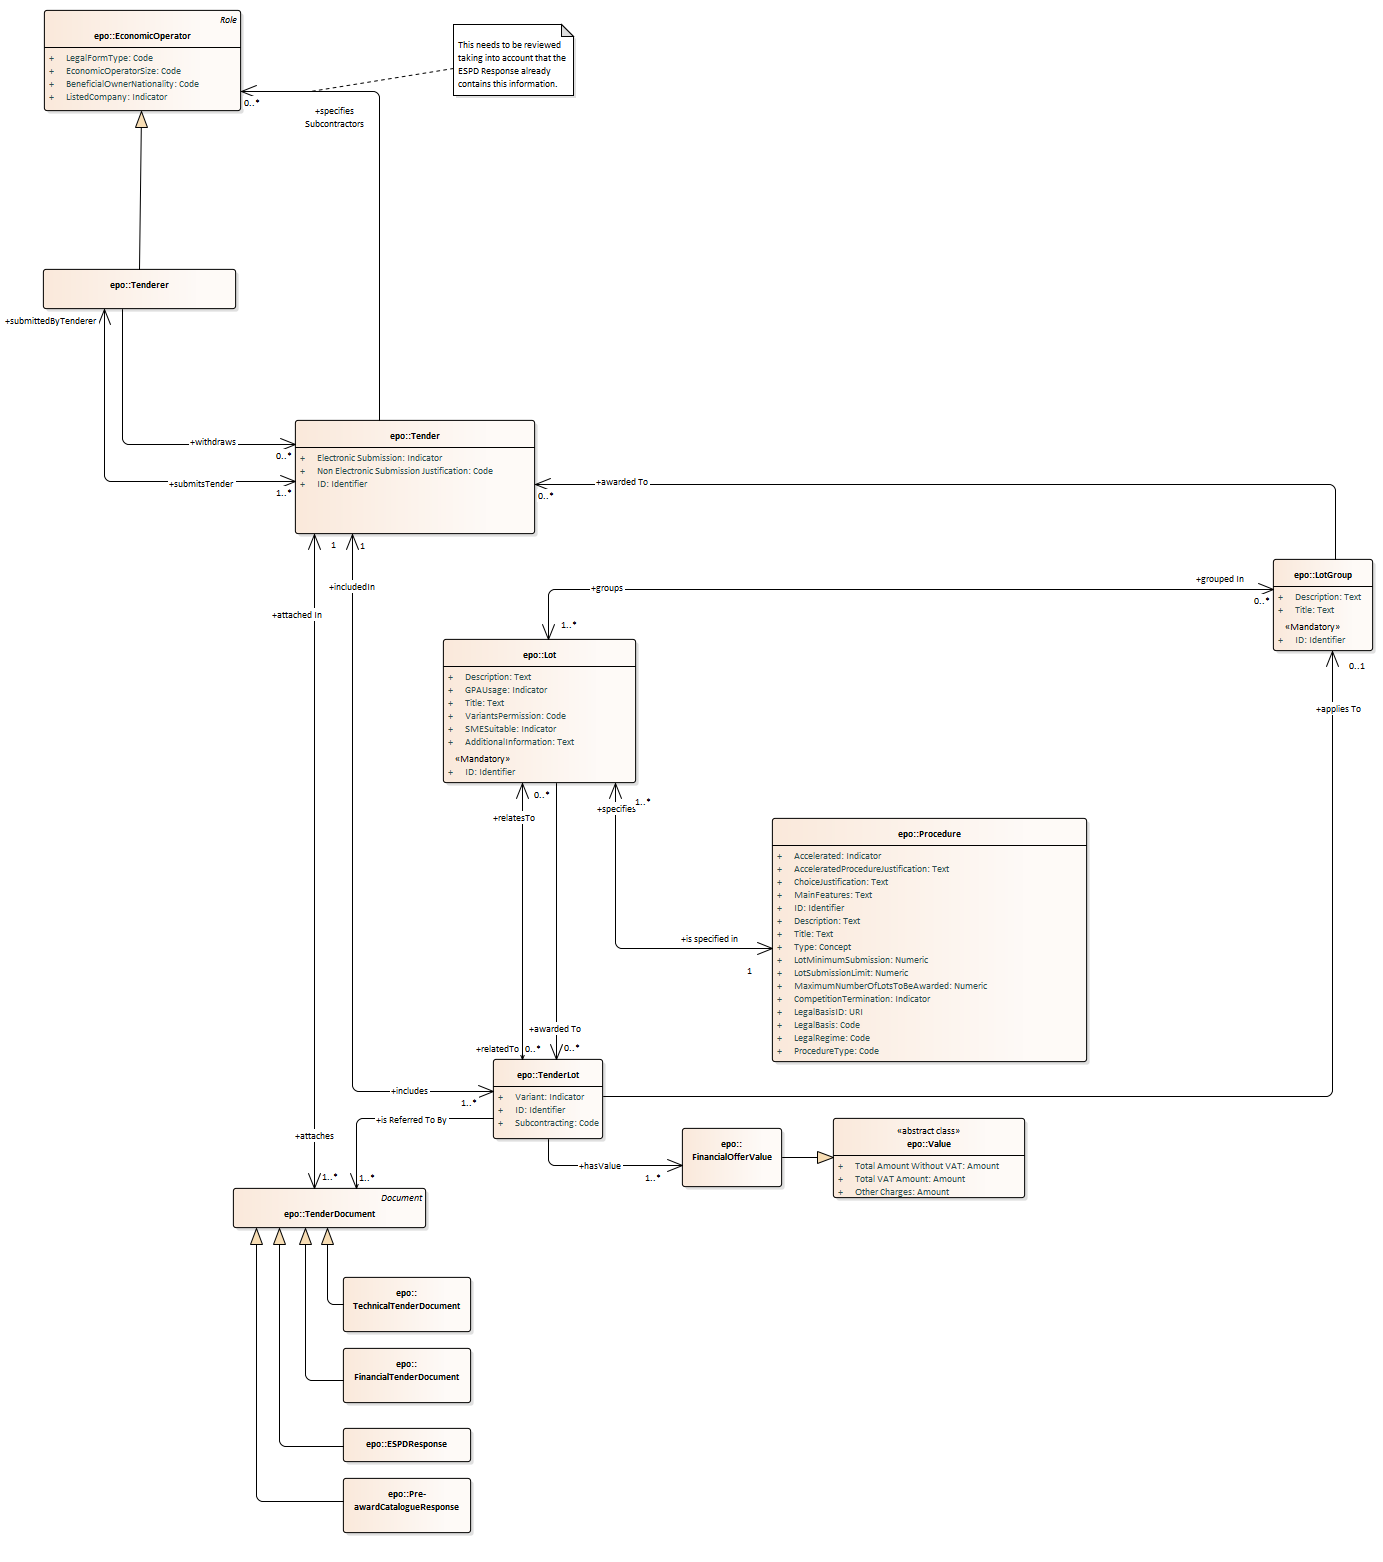 Role
epo::EconomicOperator
+ LegalFormType: Code
+ EconomicOperatorSize: Code
+ BeneficialOwnerNationality: Code
+ ListedCompany: Indicator
This needs to be reviewed
taking into account that the
ESPD Response already
contains this information.
0..*
+specifies
Subcontractors
epo::Tenderer
+submittedByTenderer
+withdraws
0..*
+submitsTender
1..*
epo::Tender
+ Electronic Submission: Indicator
+ Non Electronic Submission Justification: Code
+ ID: Identifier
+awarded To
0..*
1
1
+includedIn
+attached In
+groups
1..*
+grouped In
0..*
epo::LotGroup
+ Description: Text
+ Title: Text
«Mandatory»
+ ID: Identifier
0..1
+applies To
epo::Lot
+ Description: Text
+ GPAUsage: Indicator
+ Title: Text
+ VariantsPermission: Code
+ SMESuitable: Indicator
+ AdditionalInformation: Text
«Mandatory»
+ ID: Identifier
0..*
+relatesTo
+specifies
1..*
epo::Procedure
+ Accelerated: Indicator
+ AcceleratedProcedureJustification: Text
+ ChoiceJustification: Text
+ MainFeatures: Text
+ ID: Identifier
+ Description: Text
+ Title: Text
+ Type: Concept
+ LotMinimumSubmission: Numeric
+ LotSubmissionLimit: Numeric
+ MaximumNumberOfLotsToBeAwarded: Numeric
+ CompetitionTermination: Indicator
+ LegalBasisID: URI
+ LegalBasis: Code
+ LegalRegime: Code
+ ProcedureType: Code
+is specified in
1
+awarded To
+relatedTo
0..*
0..*
epo::TenderLot
+ Variant: Indicator
+ ID: Identifier
+ Subcontracting: Code
+includes
1..*
+is Referred To By
+hasValue
1..*
epo::
FinancialOfferValue
«abstract class»
epo::Value
+ Total Amount Without VAT: Amount
+ Total VAT Amount: Amount
+ Other Charges: Amount
+attaches
1..*
1..*
Document
epo::TenderDocument
epo::
TechnicalTenderDocument
epo::
FinancialTenderDocument
epo::ESPDResponse
epo::Pre-
awardCatalogueResponse